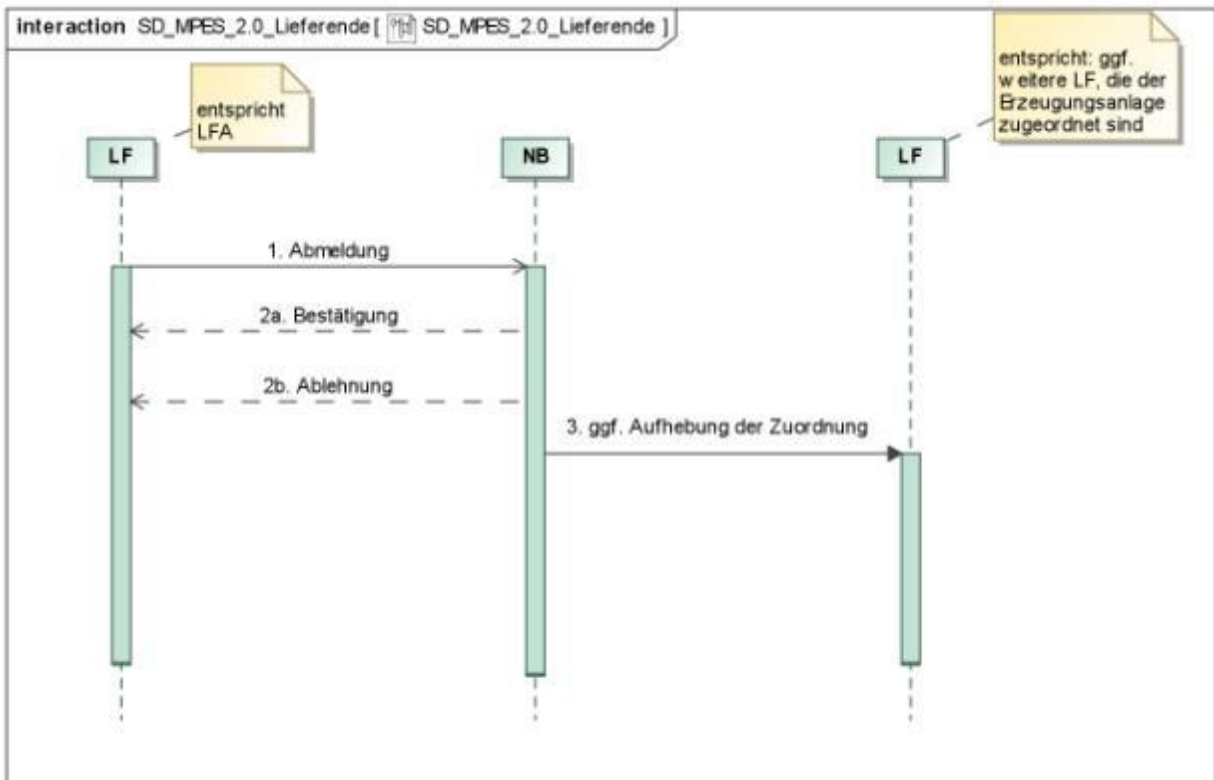 interaction SD_MPES_2.0_Lieferende [ SD_MPES_2.0_Lieferende ]
entspricht
LFA
entspricht: ggf.
weitere LF, die der
Erzeugungsanlage
zugeordnet sind
LF
NB
LF
1. Abmeldung
2a. Bestätigung
2b. Ablehnung
3. ggf. Aufhebung der Zuordnung